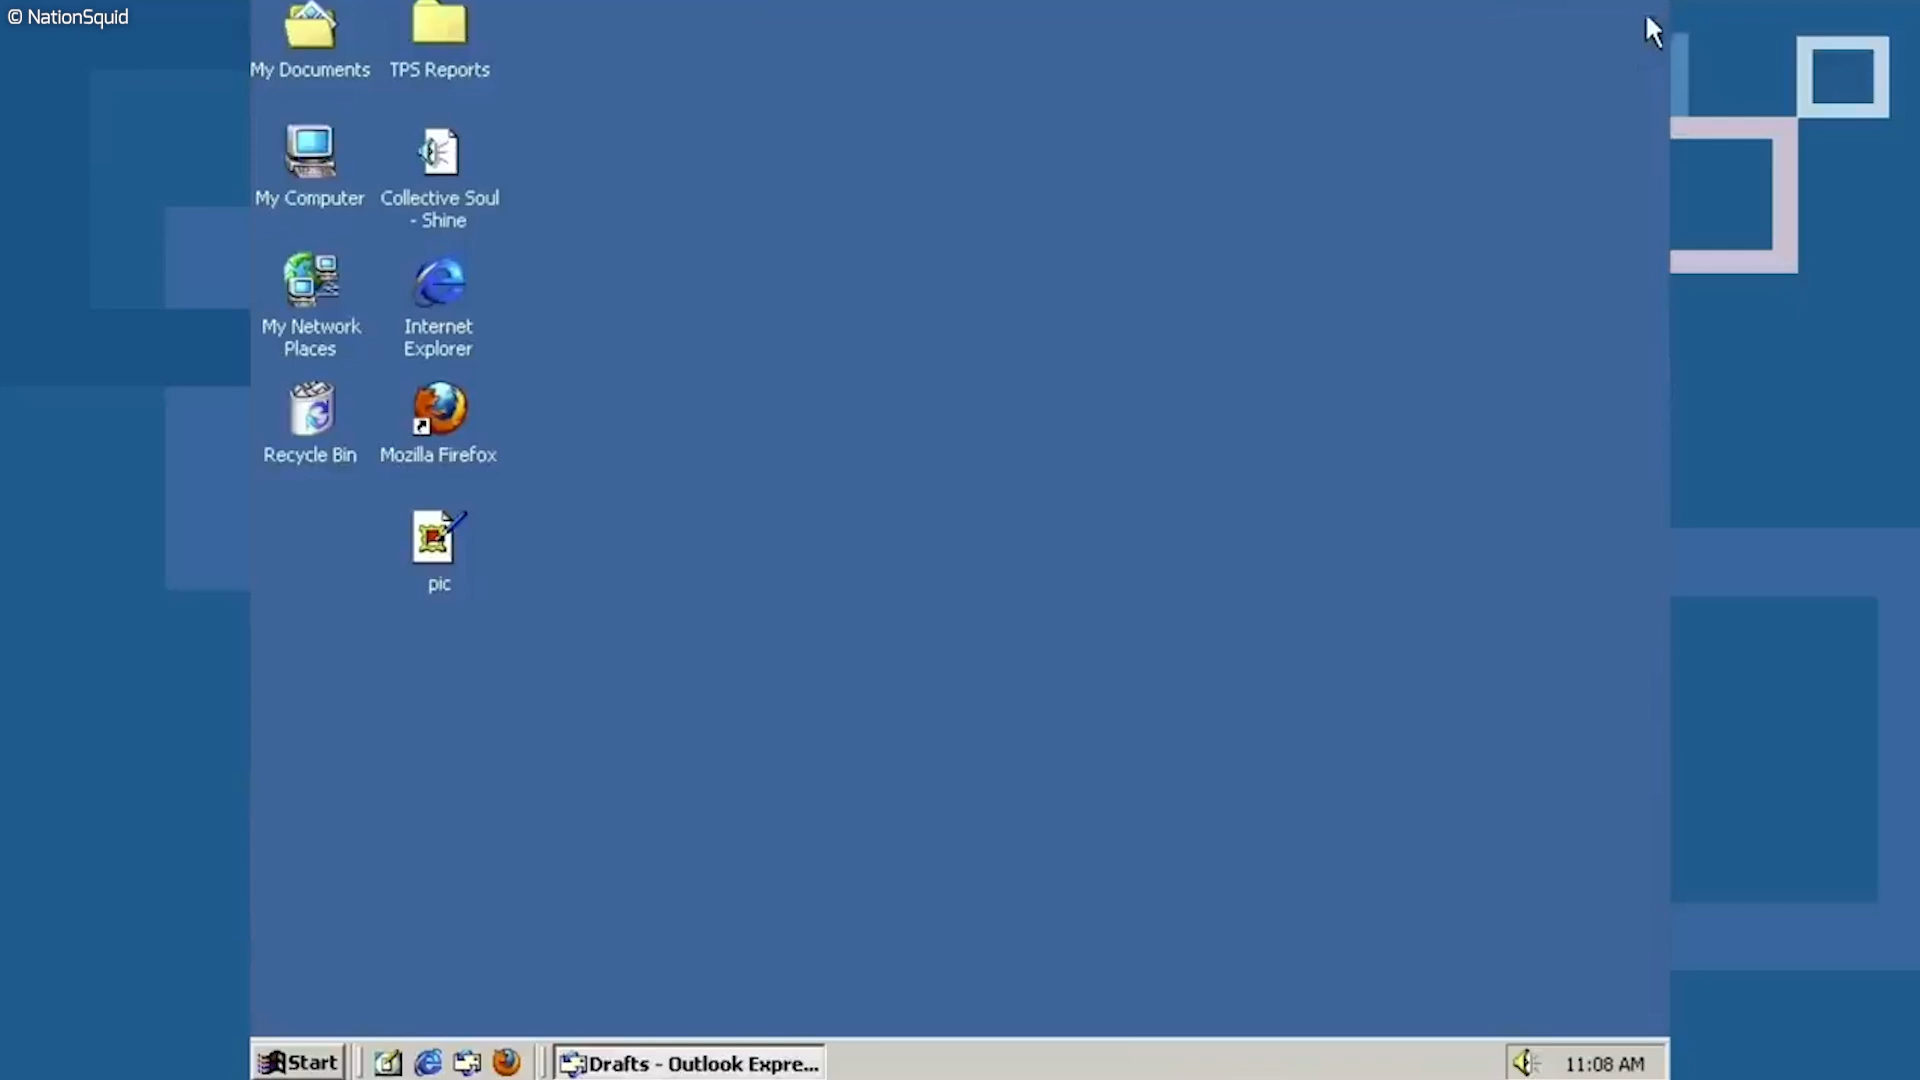 © NationSquid
My Documents
TPS Reports
My Computer
Collective Soul
- Shine
My Network
Places
Internet
Explorer
Recycle Bin
Mozilla Firefox
pic
Start
Drafts - Outlook Expre...
11:08 AM